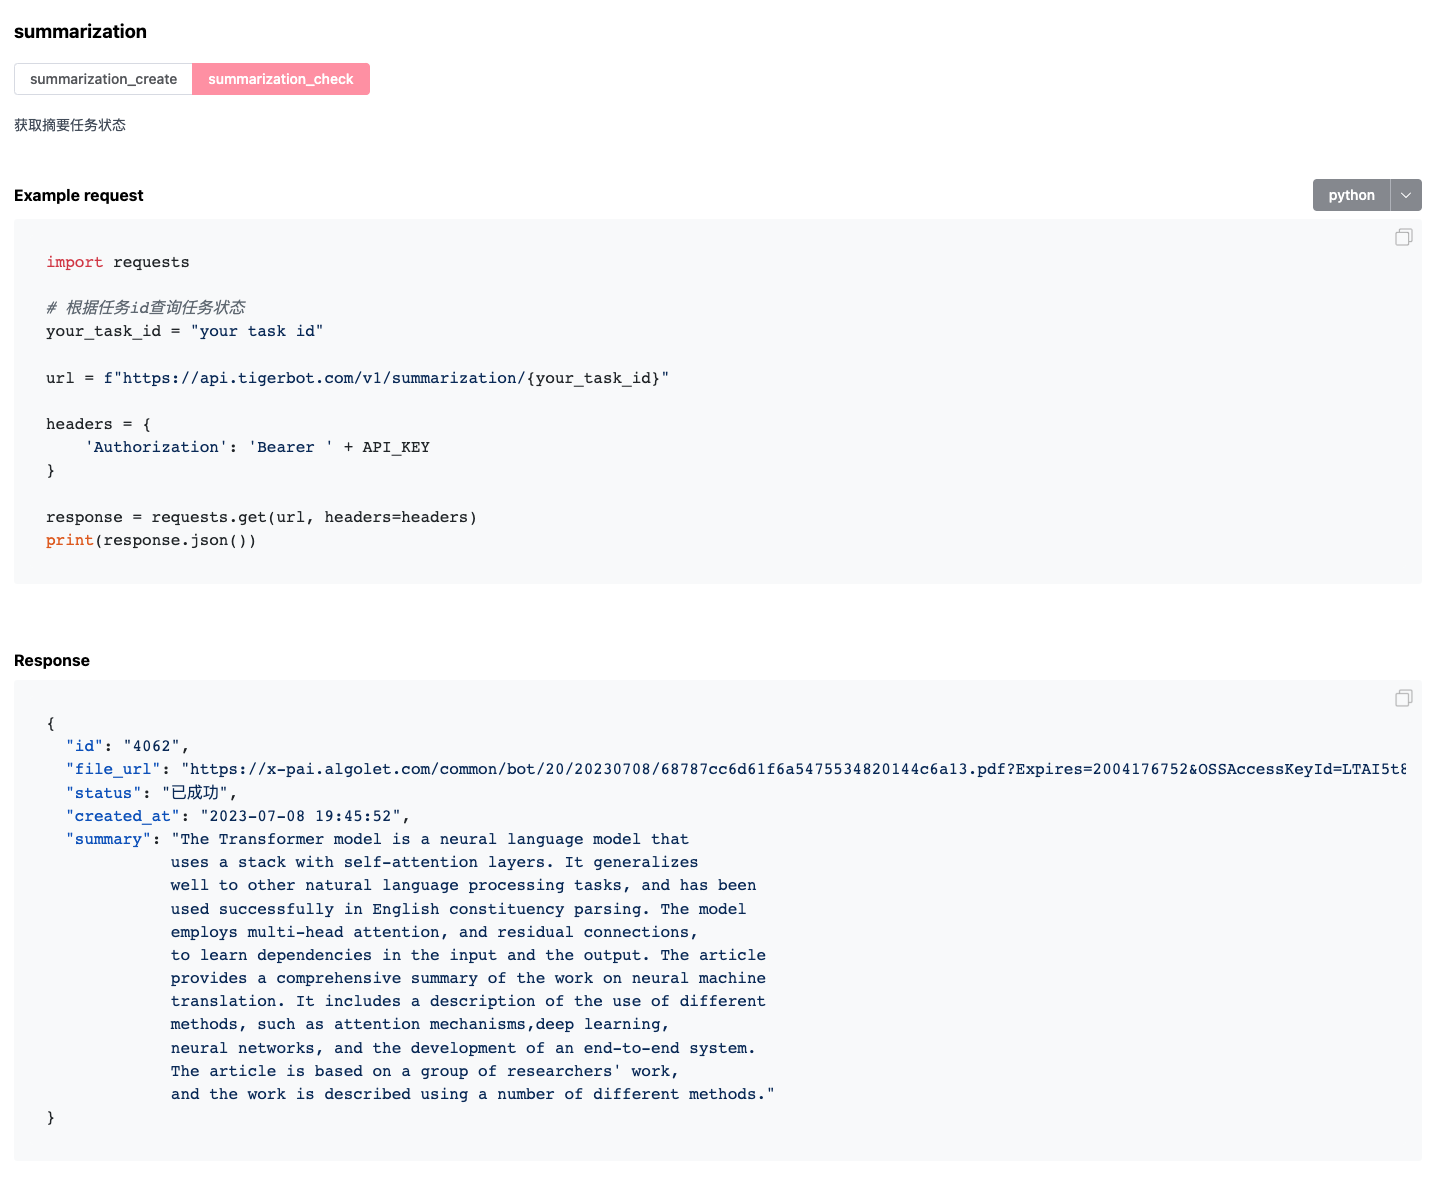 summarization
summarization_create summarization_check
获取摘要任务状态
Example request
python
import requests
# 根据任务id查询任务状态
your_task_id = "your task id"
url = f"https://api.tigerbot.com/v1/summarization/{your_task_id}"
headers = {
    'Authorization': 'Bearer ' + API_KEY
}
response = requests.get(url, headers=headers)
print(response.json())
Response
{
  "id": "4062",
  "file_url": "https://x-pai.algolet.com/common/bot/20/20230708/68787cc6d61f6a5475534820144c6a13.pdf?Expires=2004176752&OSSAccessKeyId=LTAI5t8
  "status": "已成功",
  "created_at": "2023-07-08 19:45:52",
  "summary": "The Transformer model is a neural language model that
             uses a stack with self-attention layers. It generalizes
             well to other natural language processing tasks, and has been
             used successfully in English constituency parsing. The model
             employs multi-head attention, and residual connections,
             to learn dependencies in the input and the output. The article
             provides a comprehensive summary of the work on neural machine
             translation. It includes a description of the use of different
             methods, such as attention mechanisms,deep learning,
             neural networks, and the development of an end-to-end system.
             The article is based on a group of researchers' work,
             and the work is described using a number of different methods."
}